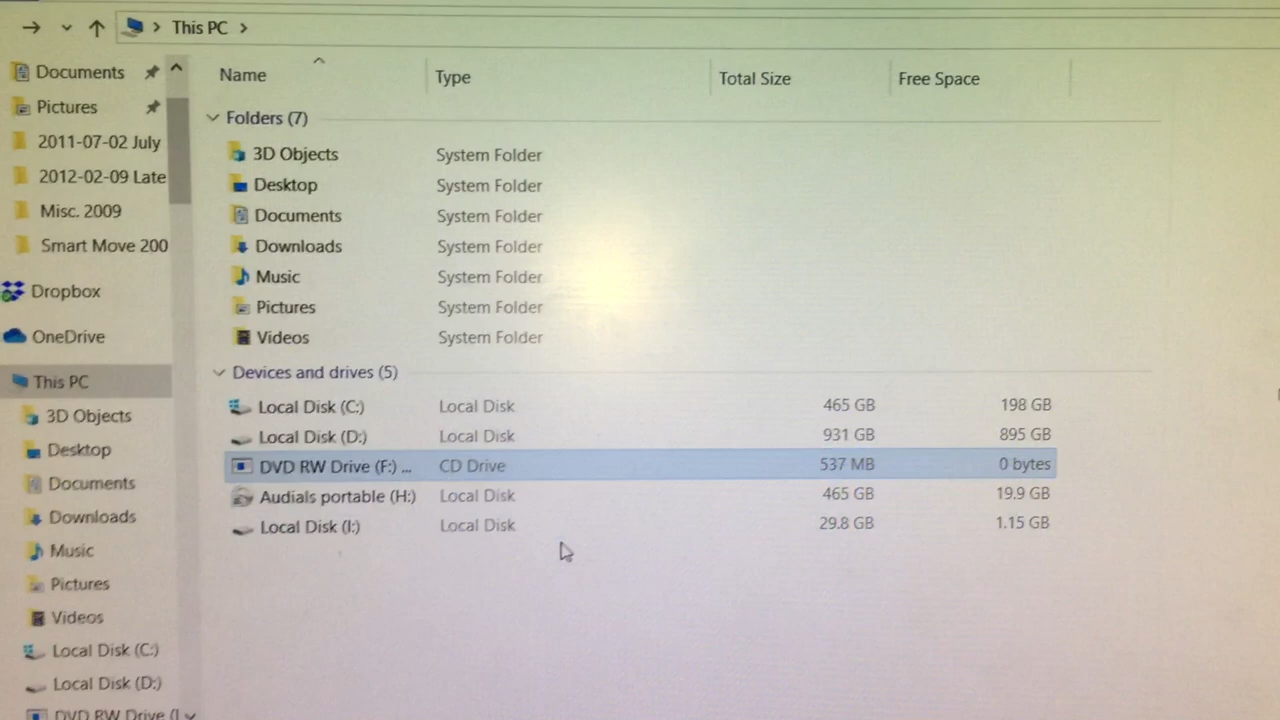 This PC
Documents
Pictures
2011-07-02 July
2012-02-09 Late
Misc. 2009
Smart Move 200
Dropbox
OneDrive
This PC
3D Objects
Desktop
Documents
Downloads
Music
Pictures
Videos
Local Disk (C:)
Local Disk (D:)
DVD RW Drive (
Name Type Total Size Free Space
Folders (7)
3D Objects System Folder
Desktop System Folder
Documents System Folder
Downloads System Folder
Music System Folder
Pictures System Folder
Videos System Folder
Devices and drives (5)
Local Disk (C:) Local Disk 465 GB 198 GB
Local Disk (D:) Local Disk 931 GB 895 GB
DVD RW Drive (F:) ... CD Drive 537 MB 0 bytes
Audials portable (H:) Local Disk 465 GB 19.9 GB
Local Disk (I:) Local Disk 29.8 GB 1.15 GB